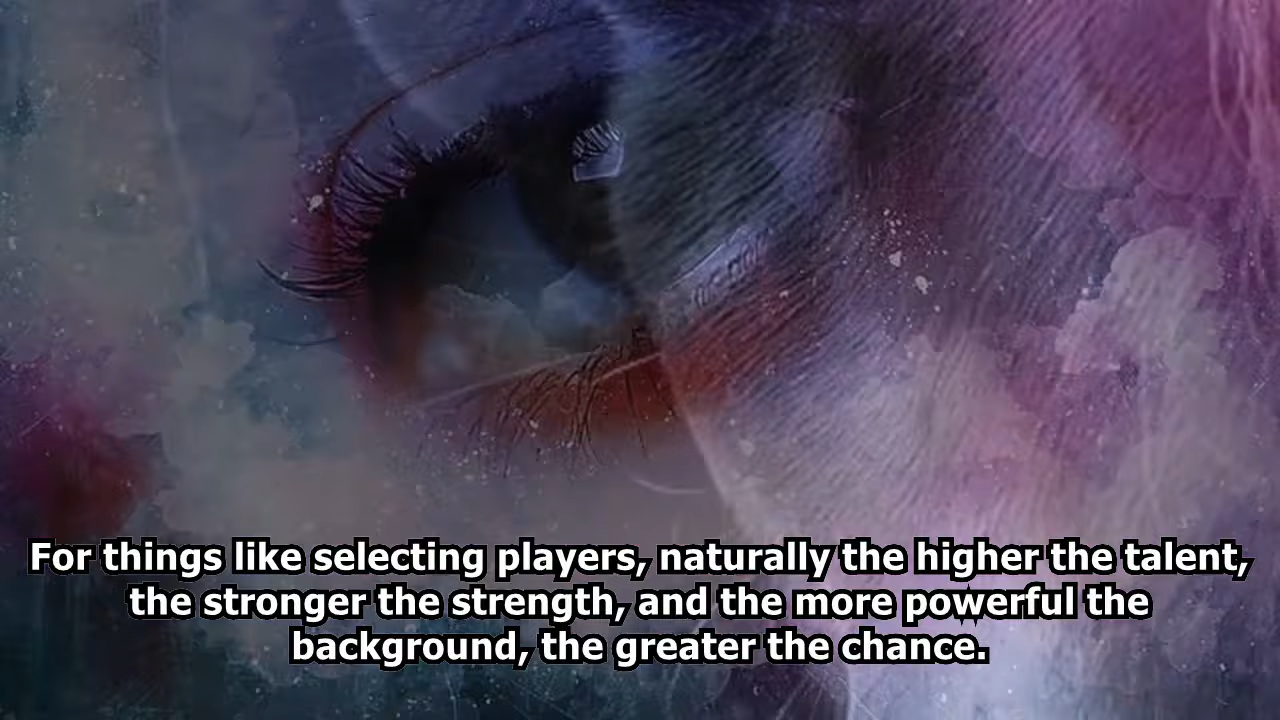 For things like selecting players, naturally the higher the talent,
the stronger the strength, and the more powerful the
background, the greater the chance.